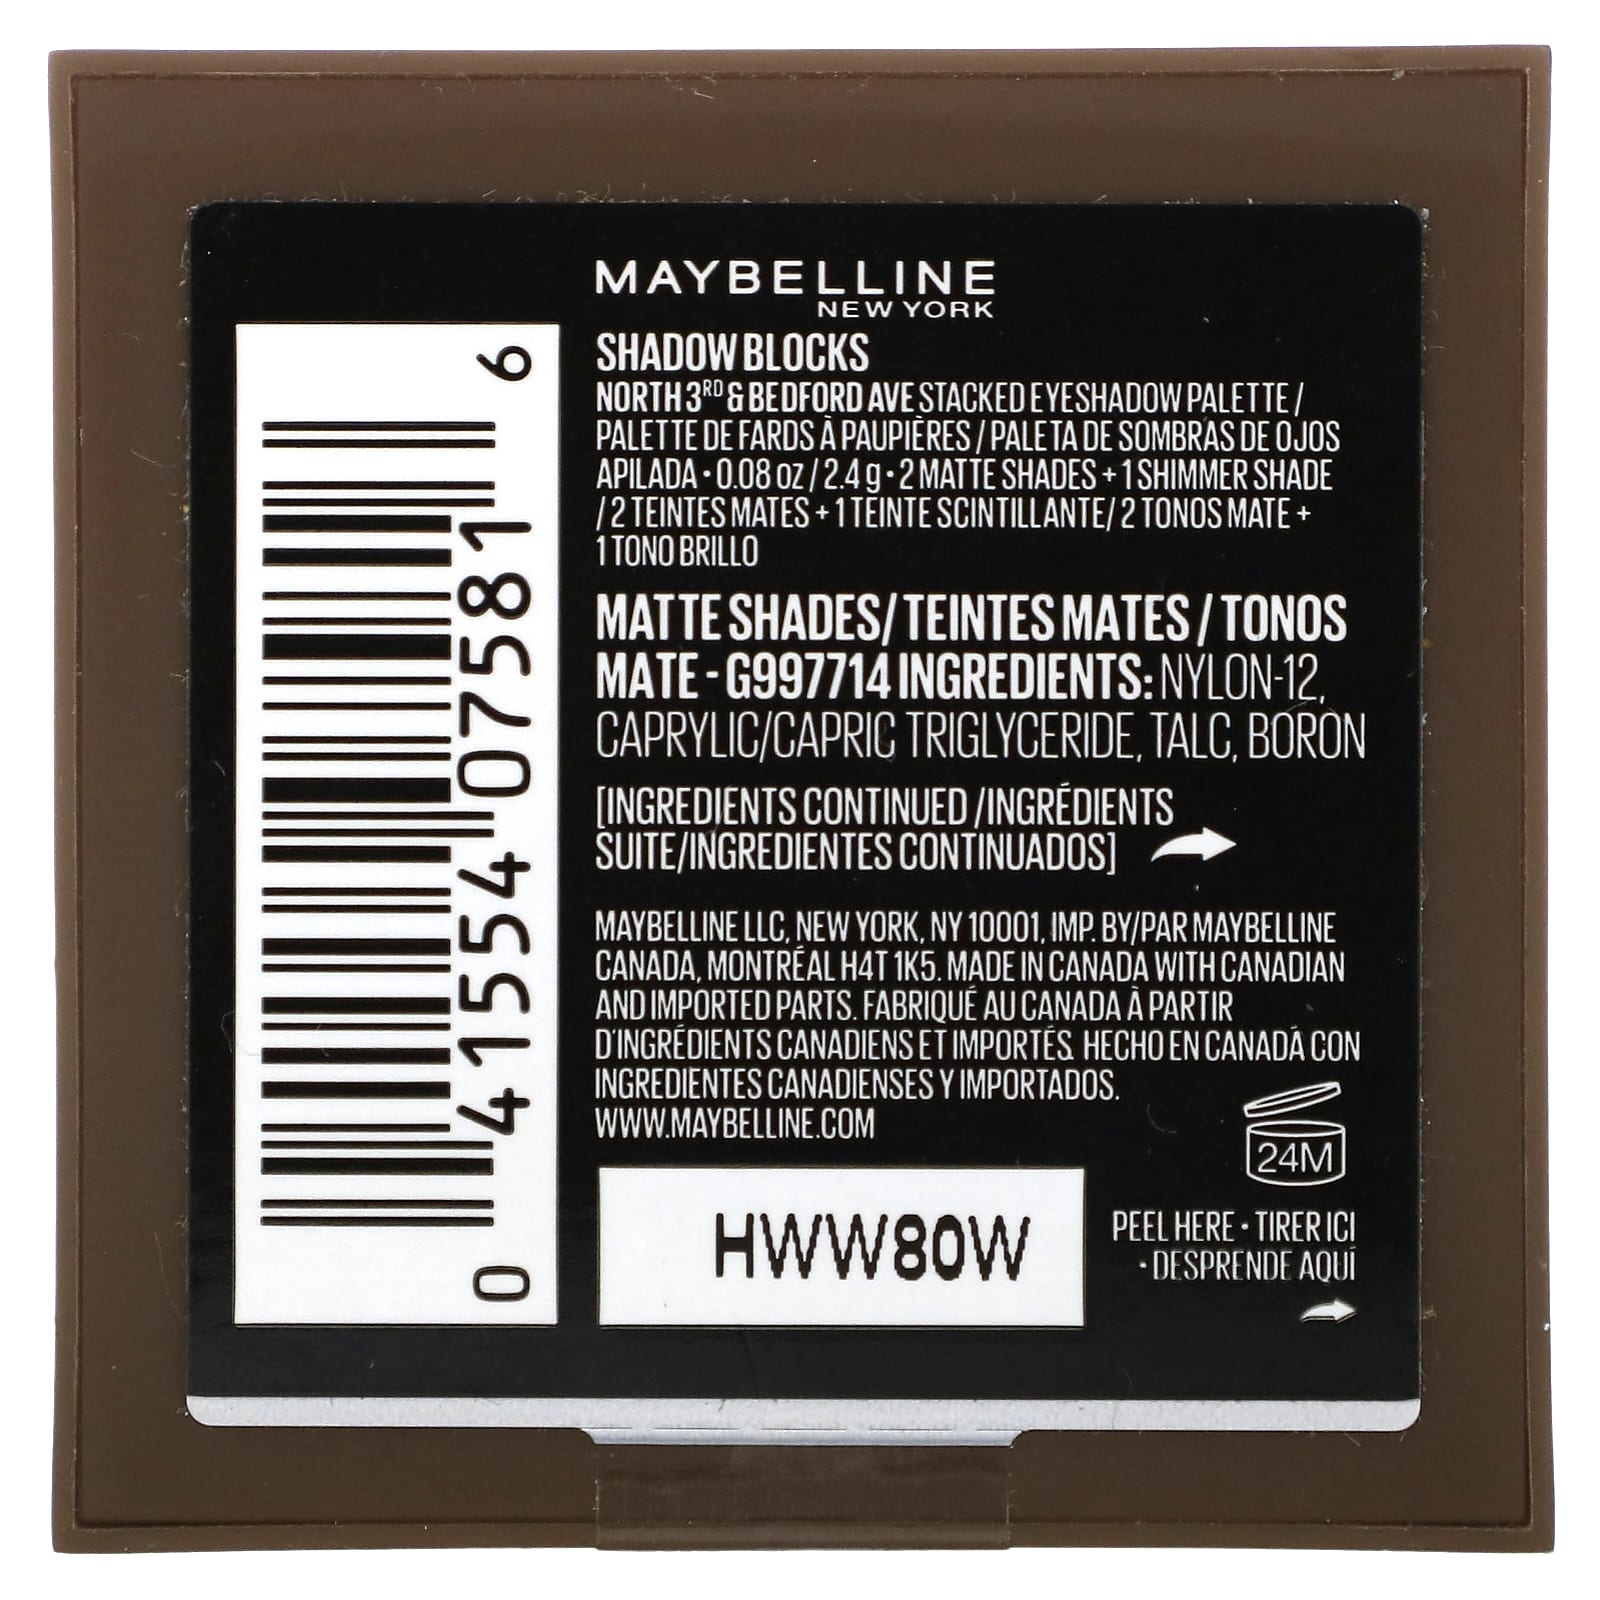 MAYBELLINE
NEW YORK
SHADOW BLOCKS
NORTH 3RD & BEDFORD AVE STACKED EYESHADOW PALETTE /
PALETTE DE FARDS À PAUPIÈRES / PALETA DE SOMBRAS DE OJOS
APILADA • 0.08 oz / 2.4 g • 2 MATTE SHADES + 1 SHIMMER SHADE
/ 2 TEINTES MATES + 1 TEINTE SCINTILLANTE/ 2 TONOS MATE +
1 TONO BRILLO
MATTE SHADES/ TEINTES MATES / TONOS
MATE - G997714 INGREDIENTS: NYLON-12,
CAPRYLIC/CAPRIC TRIGLYCERIDE, TALC, BORON
[INGREDIENTS CONTINUED /INGRÉDIENTS
SUITE/INGREDIENTES CONTINUADOS]
MAYBELLINE LLC, NEW YORK, NY 10001, IMP. BY/PAR MAYBELLINE
CANADA, MONTRÉAL H4T 1K5. MADE IN CANADA WITH CANADIAN
AND IMPORTED PARTS. FABRIQUÉ AU CANADA À PARTIR
D'INGRÉDIENTS CANADIENS ET IMPORTÉS. HECHO EN CANADÁ CON
INGREDIENTES CANADIENSES Y IMPORTADOS.
WWW.MAYBELLINE.COM
24M
HWW80W
PEEL HERE • TIRER ICI
• DESPRENDE AQUÍ
0 41554 07581 6